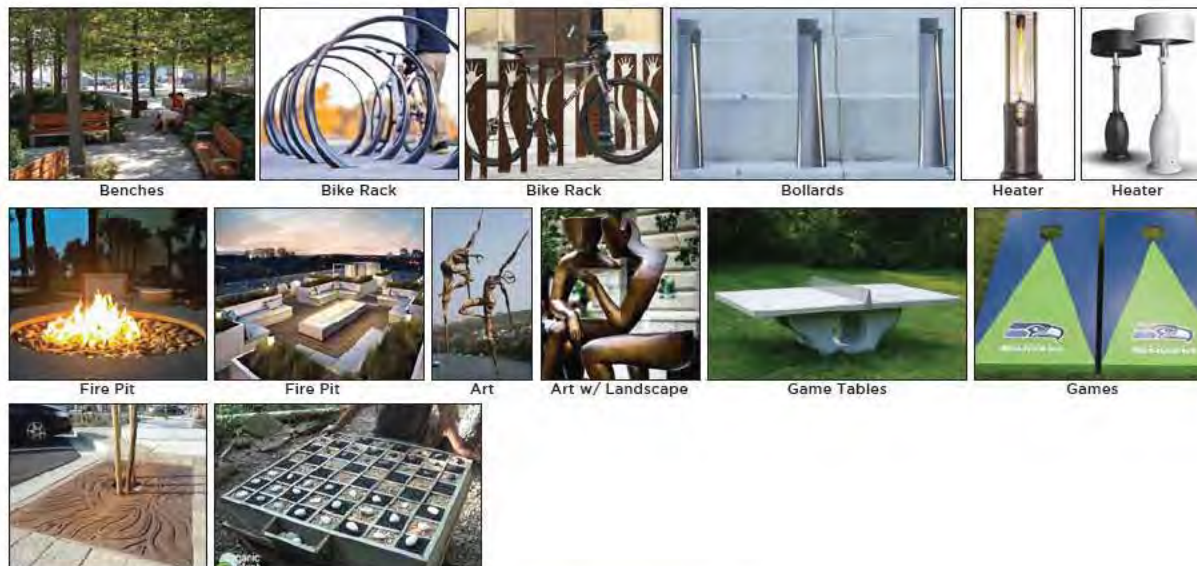 Benches
Bike Rack
Bike Rack
Bollards
Heater
Heater
Fire Pit
Fire Pit
Art
Art w/ Landscape
Game Tables
Games